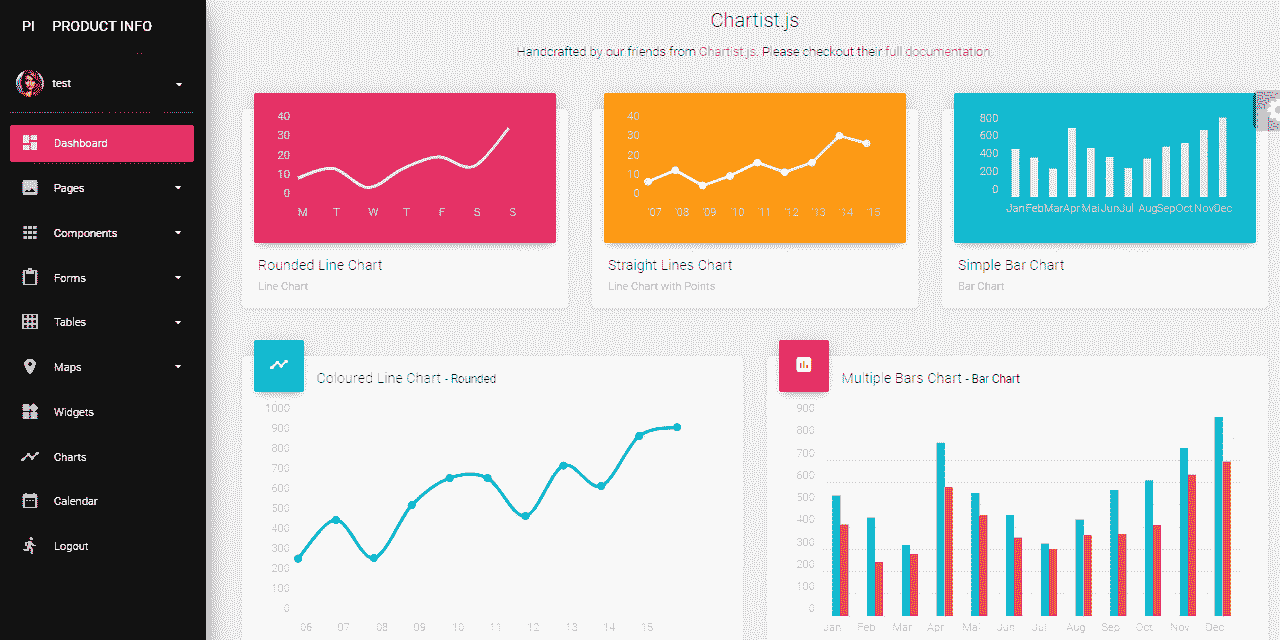 PI PRODUCT INFO
test
Dashboard
Pages
Components
Forms
Tables
Maps
Widgets
Charts
Calendar
Logout
Chartist.js
Handcrafted by our friends from Chartist.js. Please checkout their full documentation.
40
30
20
10
0
M T W T F S S
Rounded Line Chart
Line Chart
40
30
20
10
0
'07 '08 '09 '10 '11 '12 '13 '14 '15
Straight Lines Chart
Line Chart with Points
800
600
400
200
0
Jan Feb Mar Apr Mai Jun Jul Aug Sep Oct Nov Dec
Simple Bar Chart
Bar Chart
Coloured Line Chart - Rounded
1000
900
800
700
600
500
400
300
200
100
0
'06 '07 '08 '09 '10 '11 '12 '13 '14 '15
Multiple Bars Chart - Bar Chart
900
800
700
600
500
400
300
200
100
0
Jan Feb Mar Apr Mai Jun Jul Aug Sep Oct Nov Dec